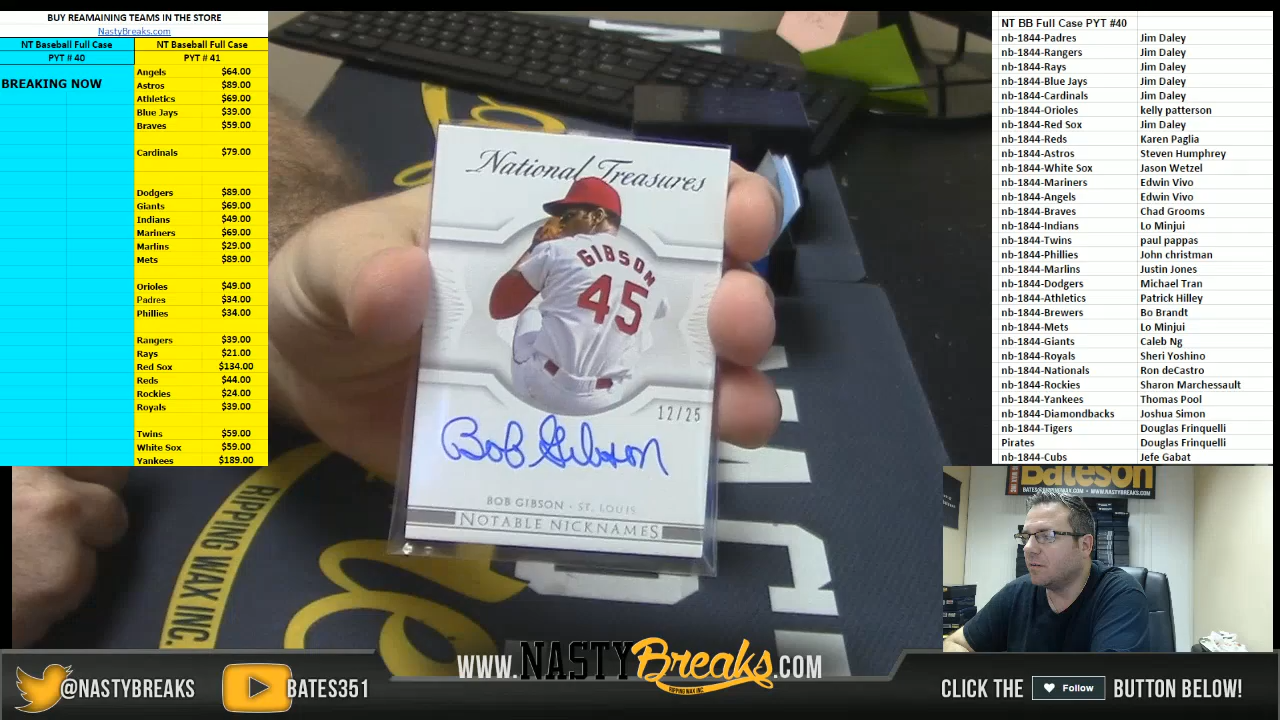 BUY REAMAINING TEAMS IN THE STORE
NastyBreaks.com
NT Baseball Full Case NT Baseball Full Case
PYT # 40 PYT # 41
BREAKING NOW
Angels $64.00
Astros $89.00
Athletics $69.00
Blue Jays $39.00
Braves $59.00
Cardinals $79.00
Dodgers $89.00
Giants $69.00
Indians $49.00
Mariners $69.00
Marlins $29.00
Mets $89.00
Orioles $49.00
Padres $34.00
Phillies $34.00
Rangers $39.00
Rays $21.00
Red Sox $134.00
Reds $44.00
Rockies $24.00
Royals $39.00
Twins $59.00
White Sox $59.00
Yankees $189.00
National Treasures
GIBSON
45
12/25
Bob Gibson
BOB GIBSON - ST. LOUIS
NOTABLE NICKNAMES
RIPPING WAX INC.
NT BB Full Case PYT #40
nb-1844-Padres Jim Daley
nb-1844-Rangers Jim Daley
nb-1844-Rays Jim Daley
nb-1844-Blue Jays Jim Daley
nb-1844-Cardinals Jim Daley
nb-1844-Orioles kelly patterson
nb-1844-Red Sox Jim Daley
nb-1844-Reds Karen Paglia
nb-1844-Astros Steven Humphrey
nb-1844-White Sox Jason Wetzel
nb-1844-Mariners Edwin Vivo
nb-1844-Angels Edwin Vivo
nb-1844-Braves Chad Grooms
nb-1844-Indians Lo Minjui
nb-1844-Twins paul pappas
nb-1844-Phillies John christman
nb-1844-Marlins Justin Jones
nb-1844-Dodgers Michael Tran
nb-1844-Athletics Patrick Hilley
nb-1844-Brewers Bo Brandt
nb-1844-Mets Lo Minjui
nb-1844-Giants Caleb Ng
nb-1844-Royals Sheri Yoshino
nb-1844-Nationals Ron deCastro
nb-1844-Rockies Sharon Marchessault
nb-1844-Yankees Thomas Pool
nb-1844-Diamondbacks Joshua Simon
nb-1844-Tigers Douglas Frinquelli
Pirates Douglas Frinquelli
nb-1844-Cubs Jefe Gabat
Bateson
@NASTYBREAKS
BATES351
WWW.NASTYBreaks.COM
RIPPING WAX INC
CLICK THE Follow BUTTON BELOW!